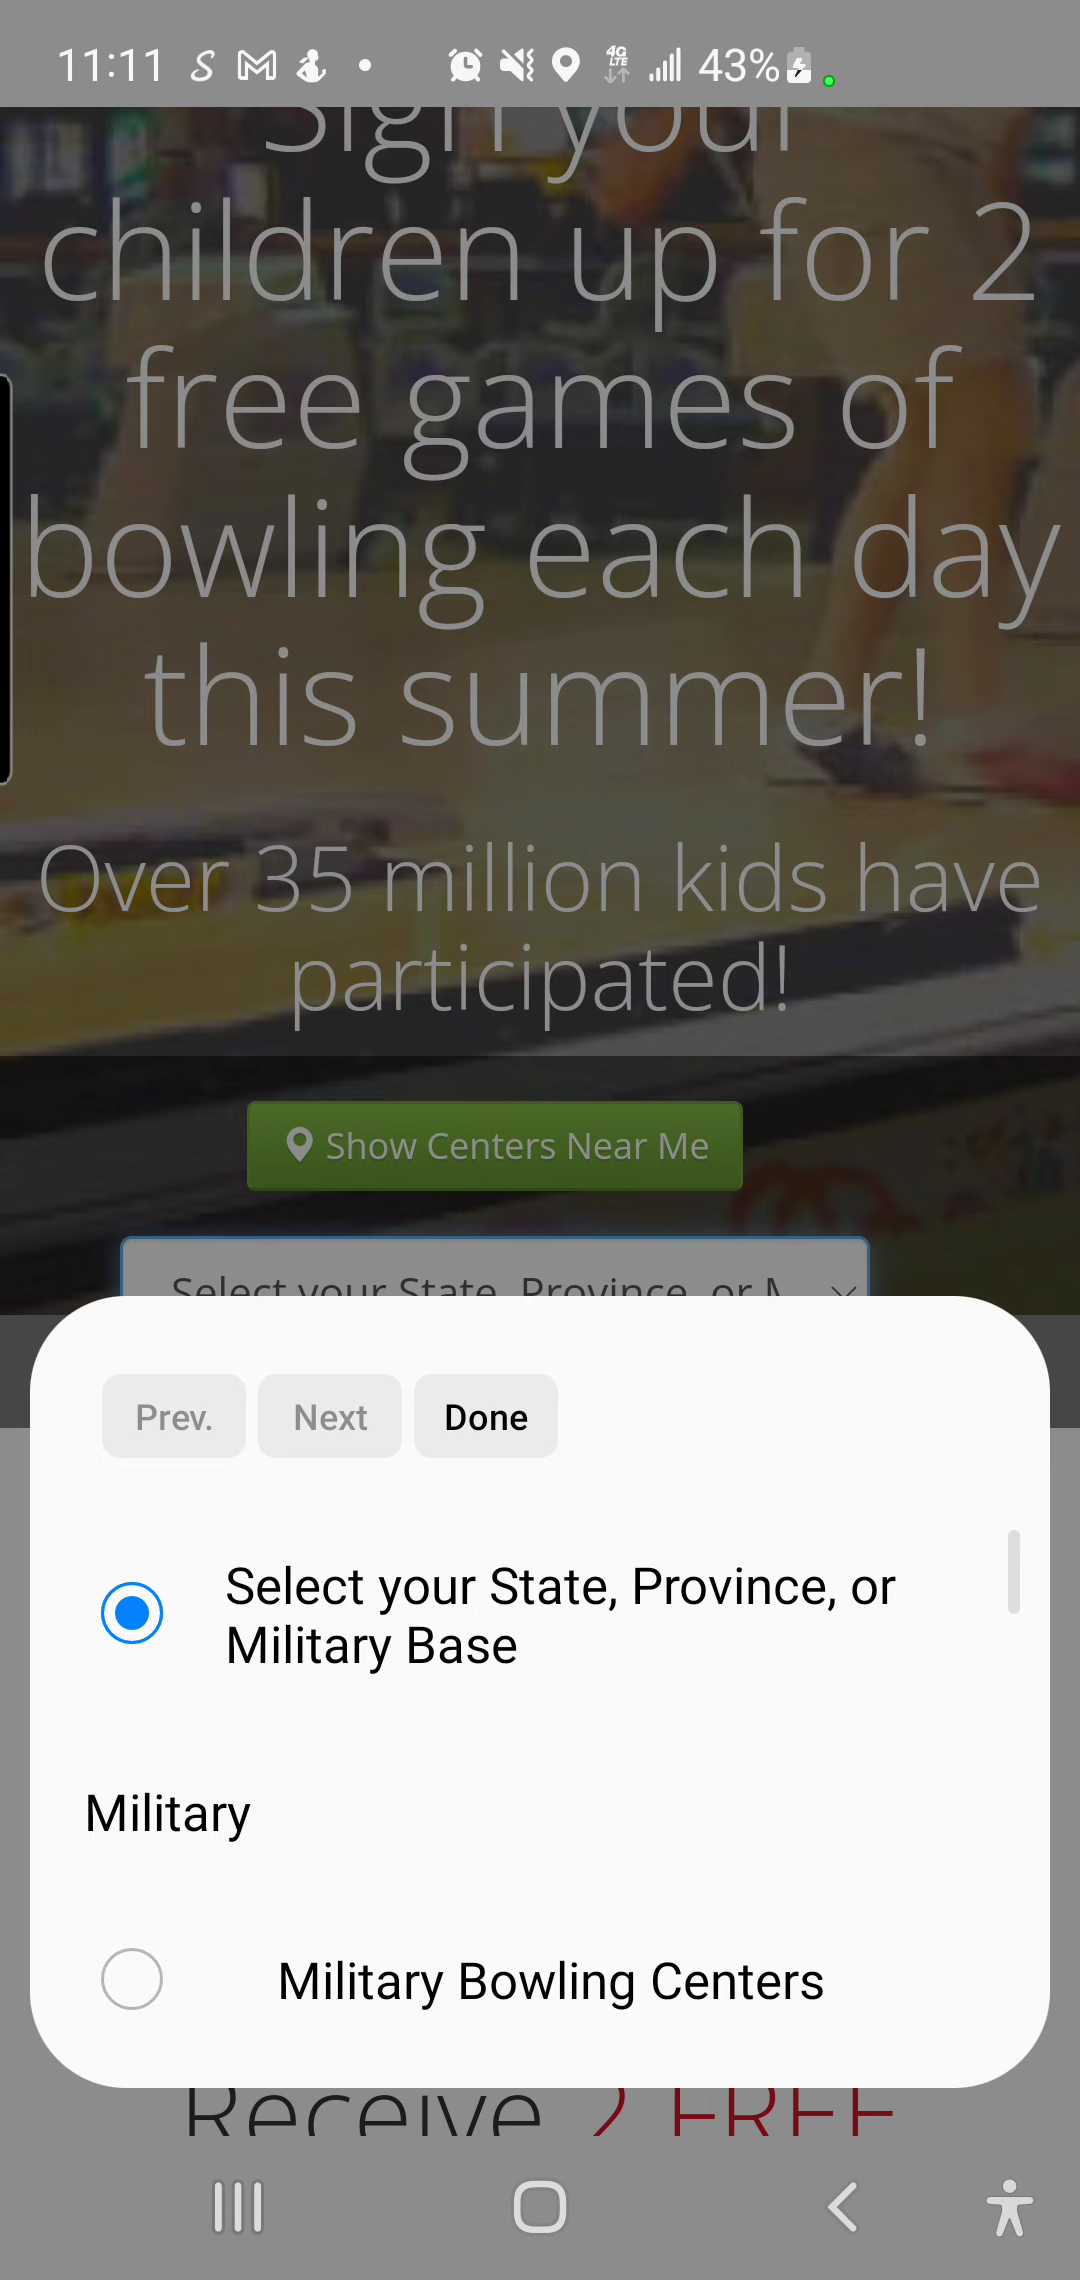 11:11
4G
LTE
43%
Sign your
children up for 2
free games of
bowling each day
this summer!
Over 35 million kids have
participated!
Show Centers Near Me
Select your State, Province, or M
Prev.
Next
Done
Select your State, Province, or
Military Base
Military
Military Bowling Centers
Receive 2 FREE